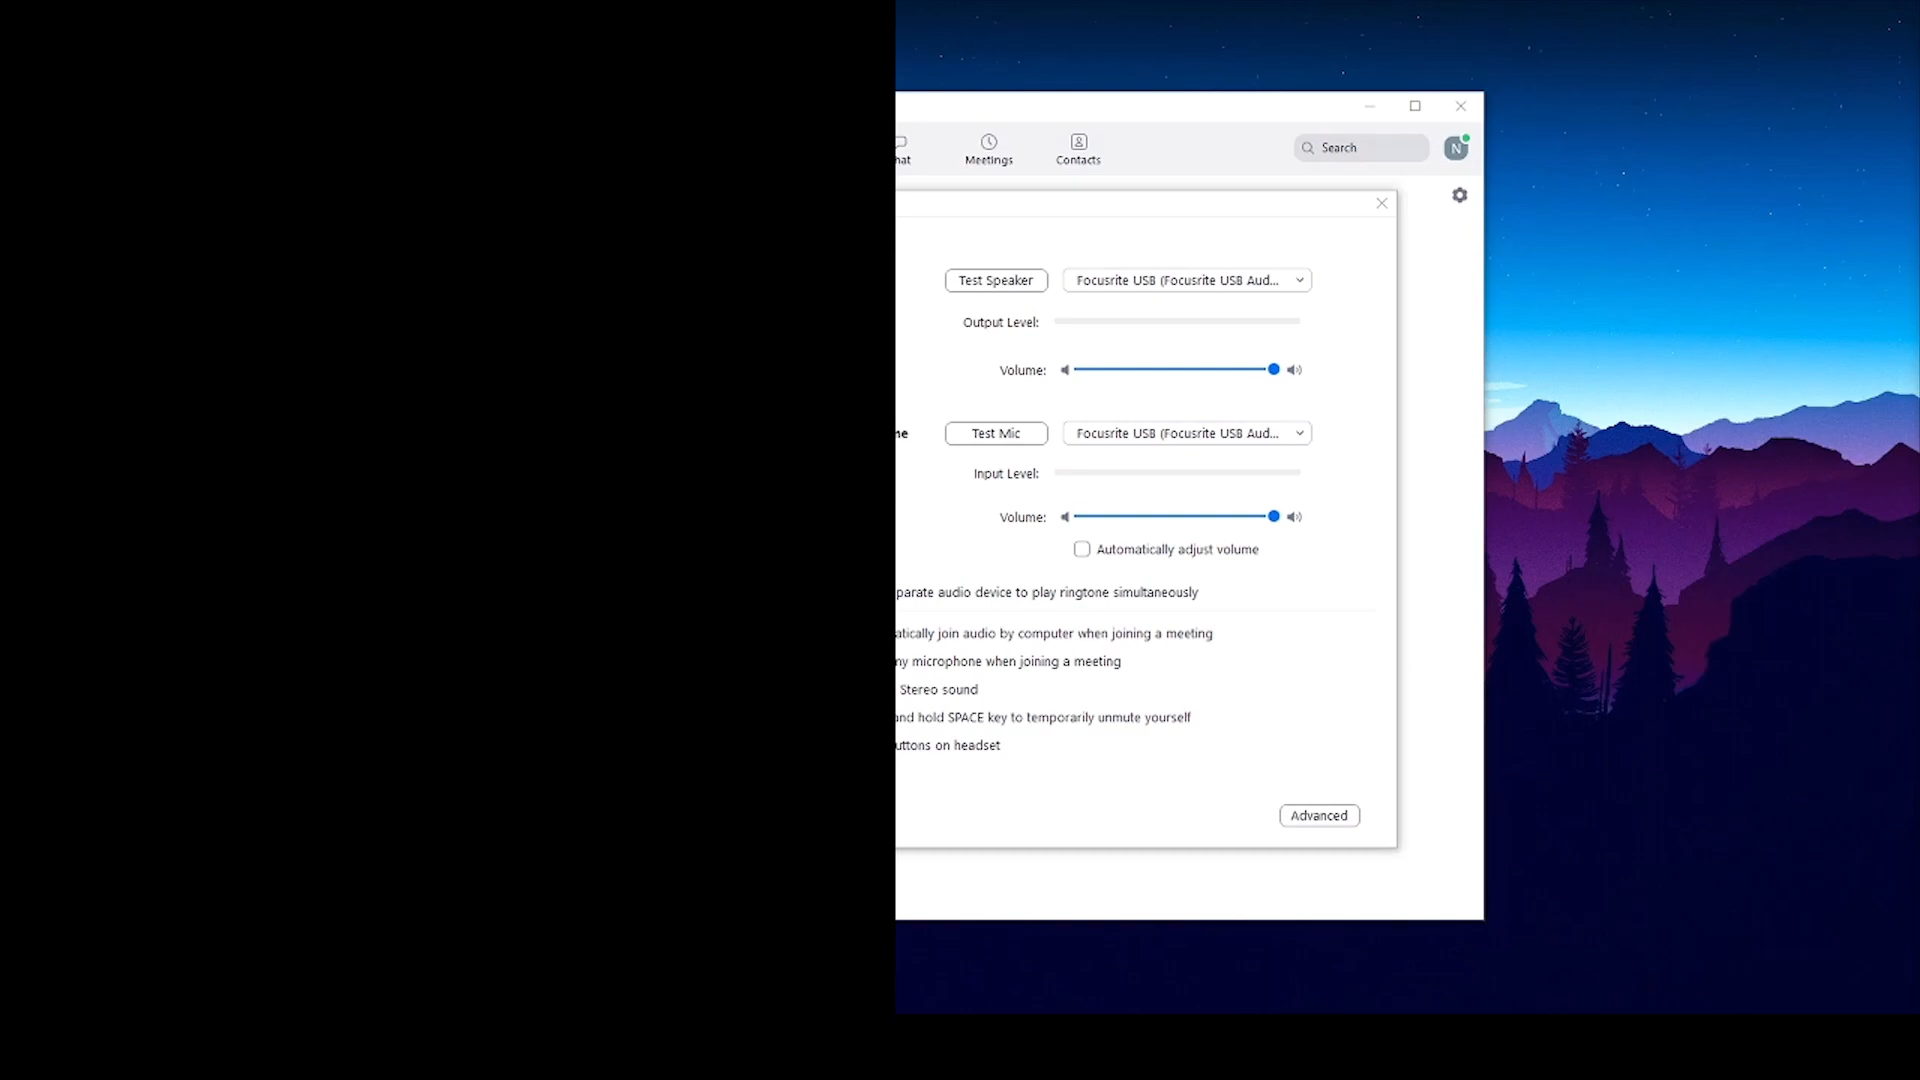 hat Meetings Contacts Search N
Test Speaker Focusrite USB (Focusrite USB Aud...
Output Level:
Volume:
ne Test Mic Focusrite USB (Focusrite USB Aud...
Input Level:
Volume:
Automatically adjust volume
parate audio device to play ringtone simultaneously
atically join audio by computer when joining a meeting
my microphone when joining a meeting
Stereo sound
and hold SPACE key to temporarily unmute yourself
uttons on headset
Advanced